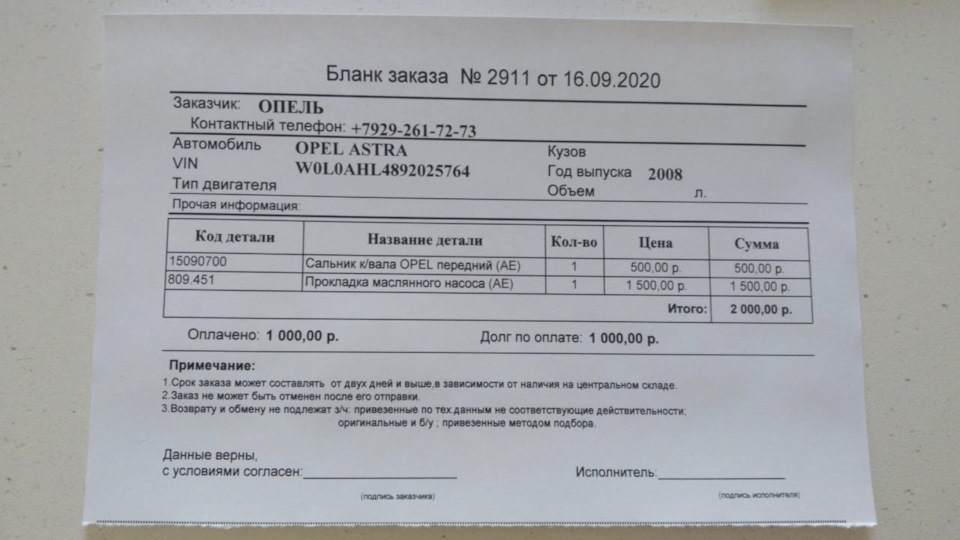 Бланк заказа № 2911 от 16.09.2020
Заказчик: ОПЕЛЬ
Контактный телефон: +7929-261-72-73
Автомобиль OPEL ASTRA Кузов
VIN W0L0AHL4892025764 Год выпуска 2008
Тип двигателя Объем л.
Прочая информация:
Код детали Название детали Кол-во Цена Сумма
15090700 Сальник к/вала OPEL передний (AE) 1 500,00 р. 500,00 р.
809.451 Прокладка маслянного насоса (AE) 1 1 500,00 р. 1 500,00 р.
Итого: 2 000,00 р.
Оплачено: 1 000,00 р. Долг по оплате: 1 000,00 р.
Примечание:
1.Срок заказа может составлять от двух дней и выше,в зависимости от наличия на центральном складе.
2.Заказ не может быть отменен после его отправки.
3.Возврату и обмену не подлежат з/ч: привезенные по тех.данным не соответствующие действительности;
оригинальные и б/у ; привезенные методом подбора.
Данные верны,
с условиями согласен: Исполнитель:
(подпись заказчика) (подпись исполнителя)